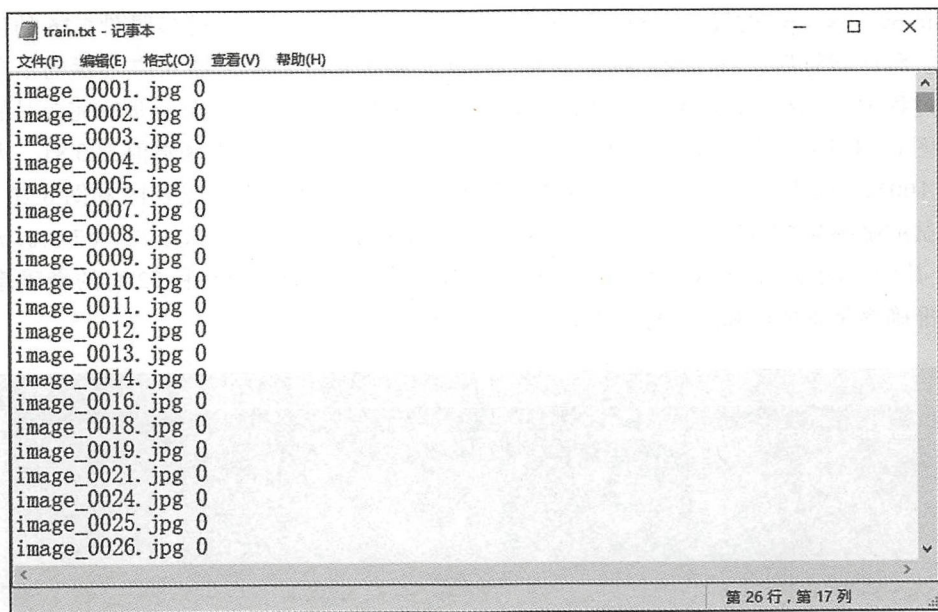 train.txt - 记事本
文件(F) 编辑(E) 格式(O) 查看(V) 帮助(H)
image_0001.jpg 0
image_0002.jpg 0
image_0003.jpg 0
image_0004.jpg 0
image_0005.jpg 0
image_0007.jpg 0
image_0008.jpg 0
image_0009.jpg 0
image_0010.jpg 0
image_0011.jpg 0
image_0012.jpg 0
image_0013.jpg 0
image_0014.jpg 0
image_0016.jpg 0
image_0018.jpg 0
image_0019.jpg 0
image_0021.jpg 0
image_0024.jpg 0
image_0025.jpg 0
image_0026.jpg 0
第 26 行，第 17 列